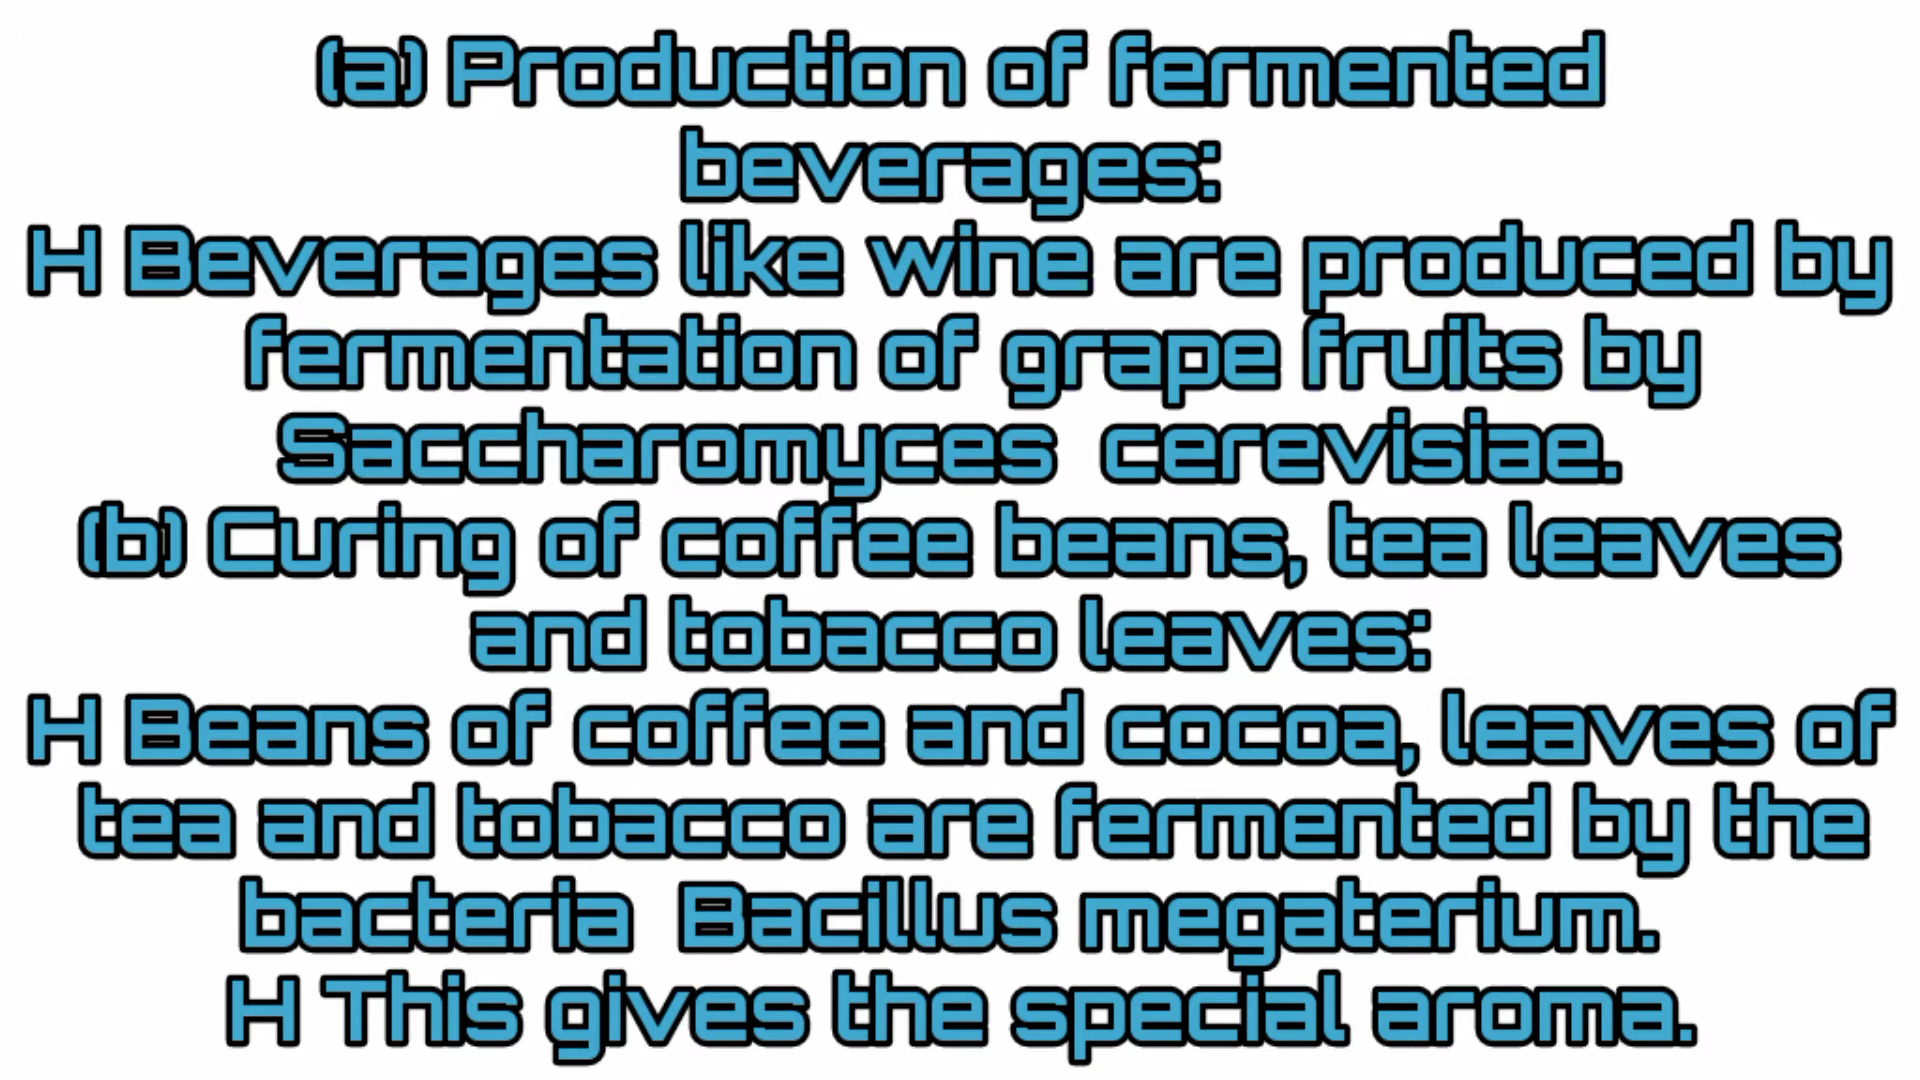 (a) Production of fermented
beverages:
H Beverages like wine are produced by
fermentation of grape fruits by
Saccharomyces cerevisiae.
(b) Curing of coffee beans, tea leaves
and tobacco leaves:
H Beans of coffee and cocoa, leaves of
tea and tobacco are fermented by the
bacteria Bacillus megaterium.
H This gives the special aroma.